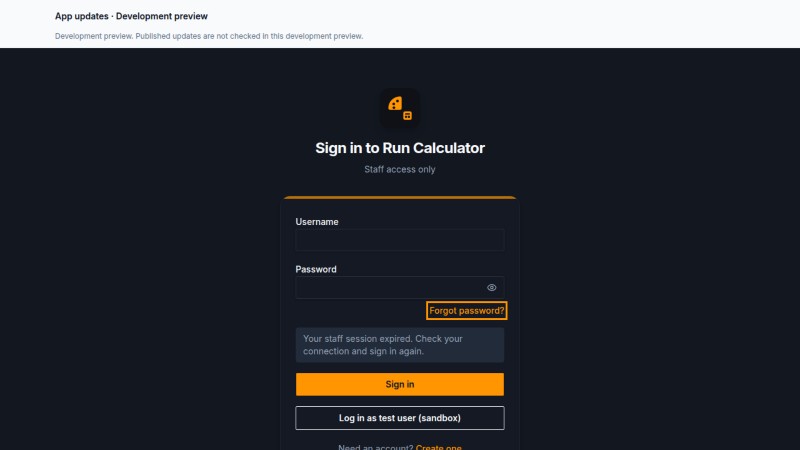 App updates · Development preview
Development preview. Published updates are not checked in this development preview.
Sign in to Run Calculator
Staff access only
Username
Password
Forgot password?
Your staff session expired. Check your
connection and sign in again.
Sign in
Log in as test user (sandbox)
Need an account? Create one